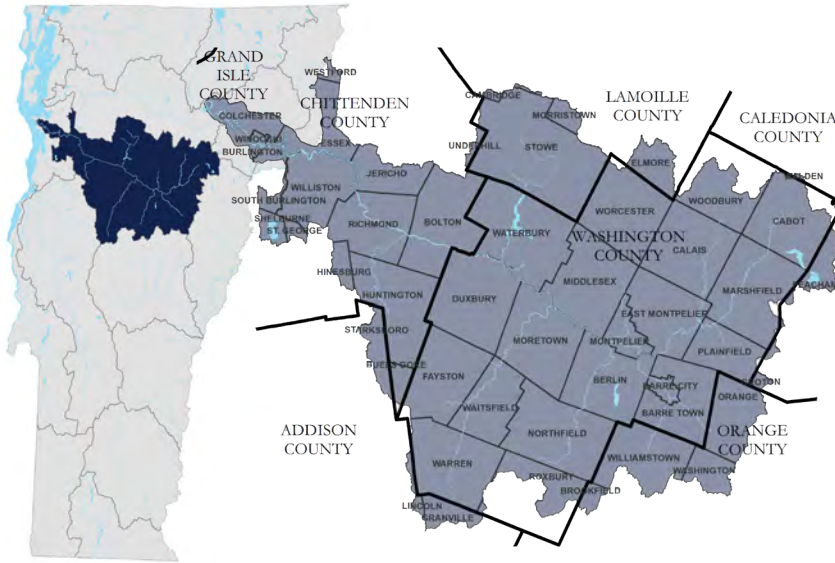 GRAND
ISLE
COUNTY
WESTFORD
CHITTENDEN
COUNTY
COLCHESTER
ESSEX
BURLINGTON
JERICHO
WILLISTON
SOUTH BURLINGTON
SHELBURNE
ST. GEORGE
RICHMOND
BOLTON
HINESBURG
HUNTINGTON
STARKSBORO
BUELS GORE
CAMBRIDGE
MORRISTOWN
UNDERHILL
STOWE
LAMOILLE
COUNTY
ELMORE
CALEDONIA
COUNTY
WORCESTER
WOODBURY
CABOT
WATERBURY
WASHINGTON
COUNTY
CALAIS
PEACHAM
MIDDLESEX
MARSHFIELD
DUXBURY
EAST MONTPELIER
MORETOWN
MONTPELIER
PLAINFIELD
FAYSTON
BERLIN
BARRE CITY
GROTON
ORANGE
WAITSFIELD
BARRE TOWN
ADDISON
COUNTY
NORTHFIELD
ORANGE
COUNTY
WARREN
WILLIAMSTOWN
ROXBURY
WASHINGTON
BROOKFIELD
LINCOLN
GRANVILLE